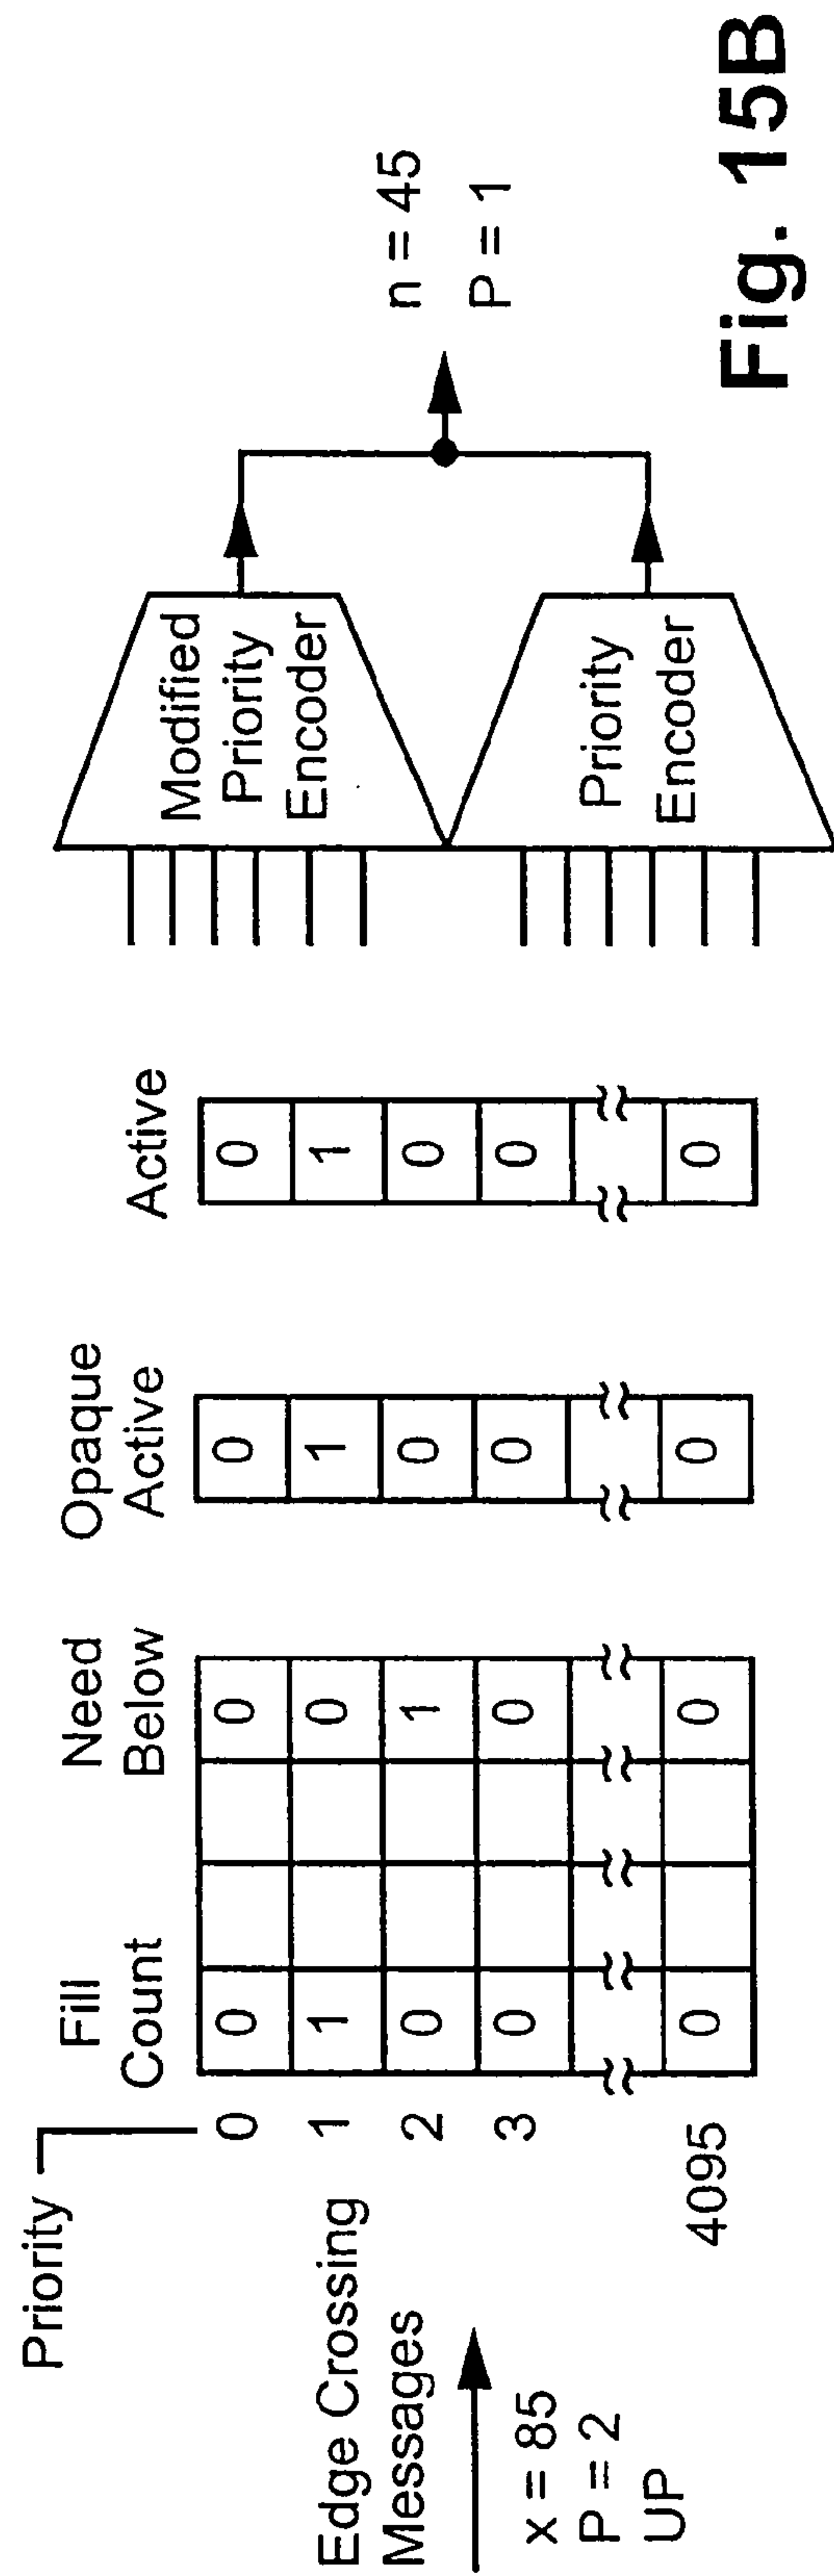 Priority
Fill
Count
Need
Below
Opaque
Active
Active
0 0 0 0 0
1 1 0 1 1
2 0 1 0 0
3 0 0 0 0
4095 0 0 0 0
Edge Crossing
Messages
x = 85
P = 2
UP
Modified
Priority
Encoder
Priority
Encoder
n = 45
P = 1
Fig. 15B